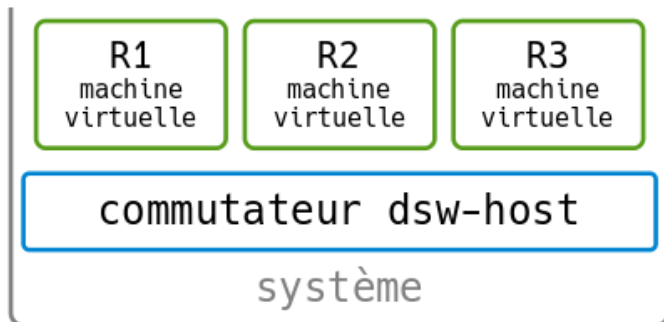 R1
machine
virtuelle
R2
machine
virtuelle
R3
machine
virtuelle
commutateur dsw-host
système